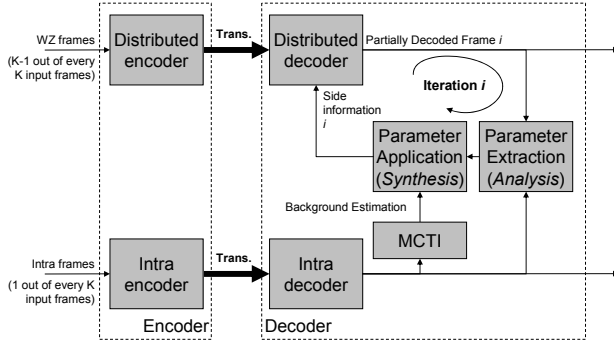 WZ frames
(K-1 out of every
K input frames)
Distributed
encoder
Trans.
Distributed
decoder
Partially Decoded Frame i
Iteration i
Side
information
i
Parameter
Application
(Synthesis)
Parameter
Extraction
(Analysis)
Background Estimation
MCTI
Intra frames
(1 out of every K
input frames)
Intra
encoder
Trans.
Intra
decoder
Encoder
Decoder